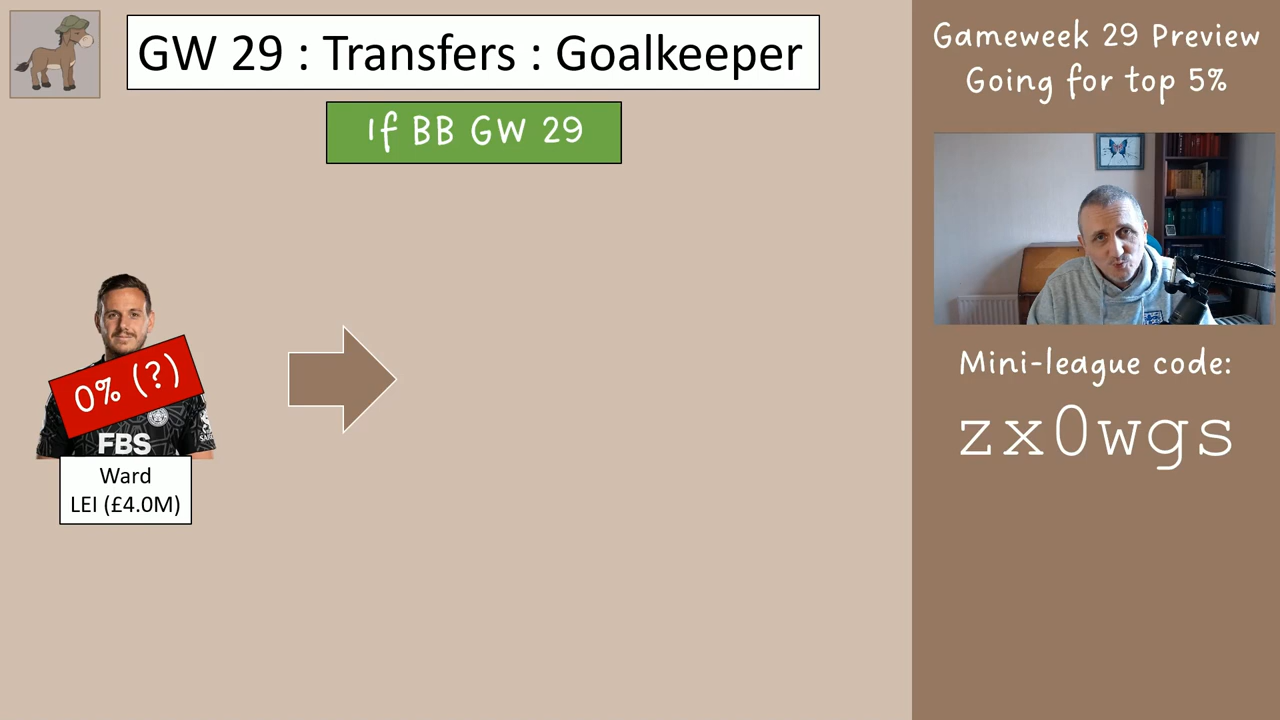 GW 29 : Transfers : Goalkeeper
If BB GW 29
0% (?)
FBS
Ward
LEI (£4.0M)
Gameweek 29 Preview
Going for top 5%
Mini-league code:
zx0wgs